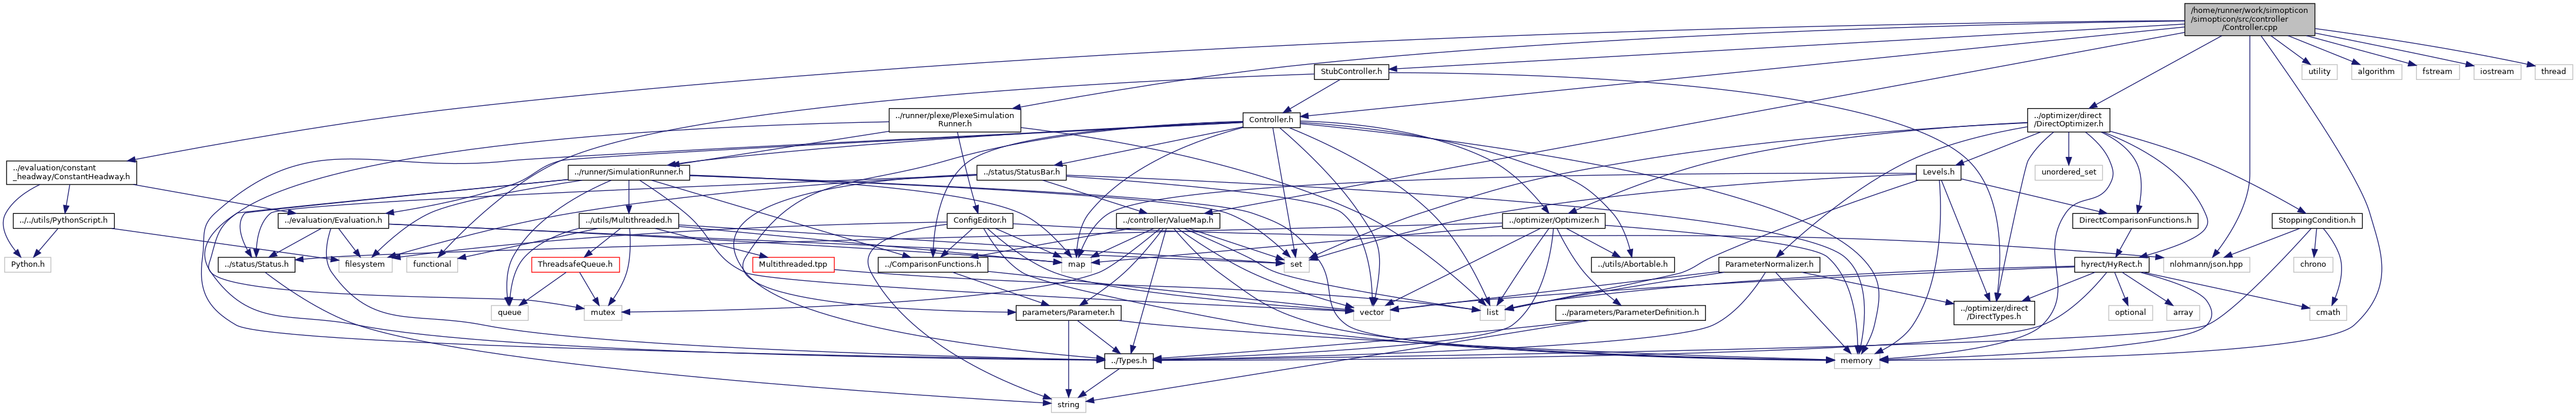 /home/runner/work/simopticon
/simopticon/src/controller
/Controller.cpp
StubController.h
utility
algorithm
fstream
iostream
thread
../runner/plexe/PlexeSimulation
Runner.h
Controller.h
../optimizer/direct
/DirectOptimizer.h
../evaluation/constant
_headway/ConstantHeadway.h
../runner/SimulationRunner.h
../status/StatusBar.h
Levels.h
unordered_set
../../utils/PythonScript.h
../evaluation/Evaluation.h
../utils/Multithreaded.h
ConfigEditor.h
../controller/ValueMap.h
../optimizer/Optimizer.h
DirectComparisonFunctions.h
StoppingCondition.h
Python.h
../status/Status.h
filesystem
functional
ThreadsafeQueue.h
Multithreaded.tpp
../ComparisonFunctions.h
map
set
../utils/Abortable.h
ParameterNormalizer.h
hyrect/HyRect.h
nlohmann/json.hpp
chrono
queue
mutex
parameters/Parameter.h
vector
list
../parameters/ParameterDefinition.h
../optimizer/direct
/DirectTypes.h
optional
array
cmath
../Types.h
memory
string